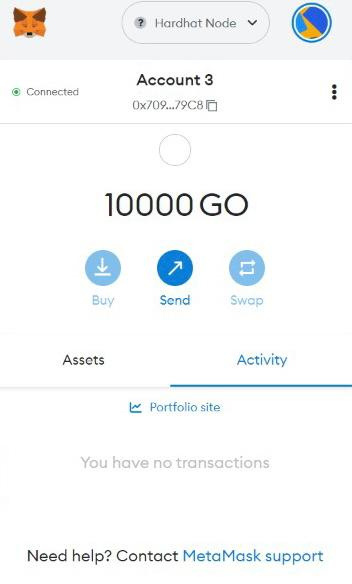 ? Hardhat Node
Connected
Account 3
0x709...79C8
10000 GO
Buy
Send
Swap
Assets
Activity
Portfolio site
You have no transactions
Need help? Contact MetaMask support